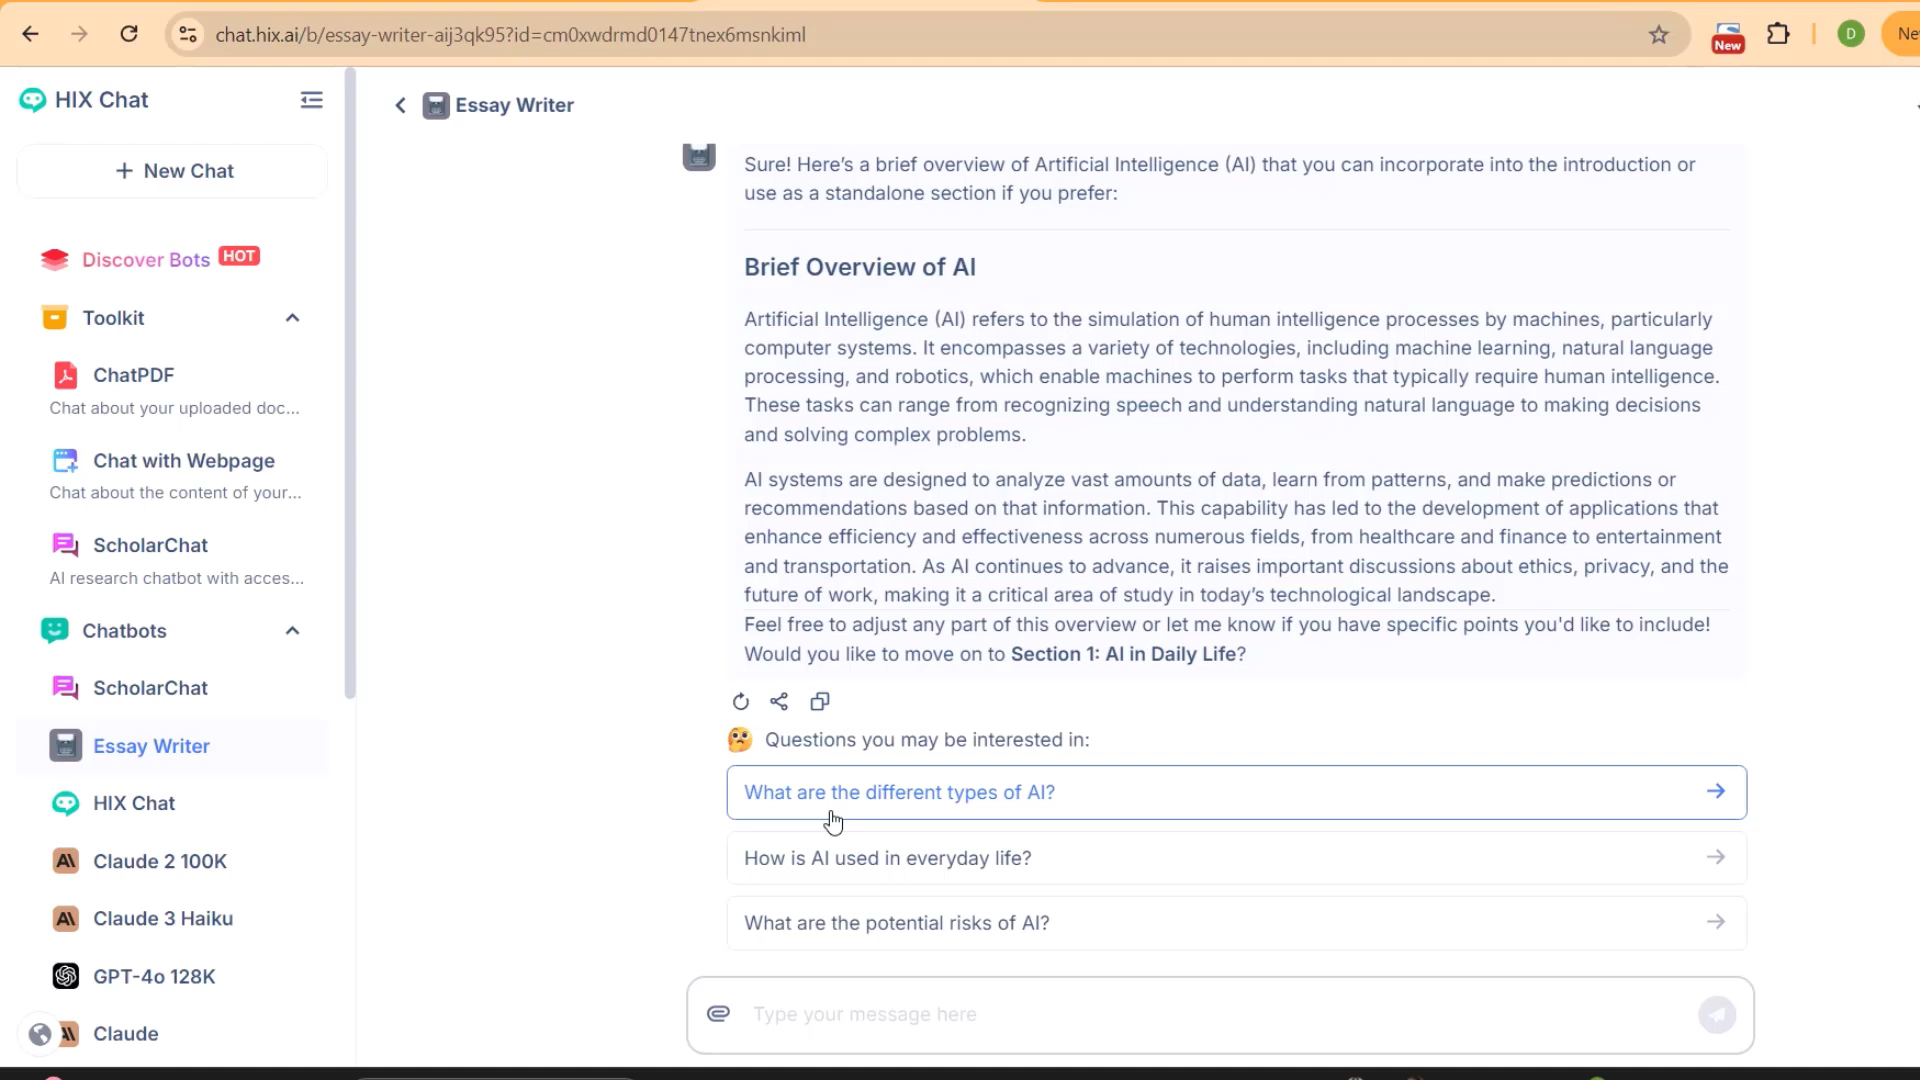 chat.hix.ai/b/essay-writer-aij3qk95?id=cm0xwdrmd0147tnex6msnkiml
New
D
HIX Chat
+ New Chat
Discover Bots HOT
Toolkit
ChatPDF
Chat about your uploaded doc...
Chat with Webpage
Chat about the content of your...
ScholarChat
AI research chatbot with acces...
Chatbots
ScholarChat
Essay Writer
HIX Chat
Claude 2 100K
Claude 3 Haiku
GPT-4o 128K
Claude
Essay Writer
Sure! Here's a brief overview of Artificial Intelligence (AI) that you can incorporate into the introduction or
use as a standalone section if you prefer:
Brief Overview of AI
Artificial Intelligence (AI) refers to the simulation of human intelligence processes by machines, particularly
computer systems. It encompasses a variety of technologies, including machine learning, natural language
processing, and robotics, which enable machines to perform tasks that typically require human intelligence.
These tasks can range from recognizing speech and understanding natural language to making decisions
and solving complex problems.
AI systems are designed to analyze vast amounts of data, learn from patterns, and make predictions or
recommendations based on that information. This capability has led to the development of applications that
enhance efficiency and effectiveness across numerous fields, from healthcare and finance to entertainment
and transportation. As AI continues to advance, it raises important discussions about ethics, privacy, and the
future of work, making it a critical area of study in today's technological landscape.
Feel free to adjust any part of this overview or let me know if you have specific points you'd like to include!
Would you like to move on to Section 1: AI in Daily Life?
Questions you may be interested in:
What are the different types of AI?
How is AI used in everyday life?
What are the potential risks of AI?
Type your message here